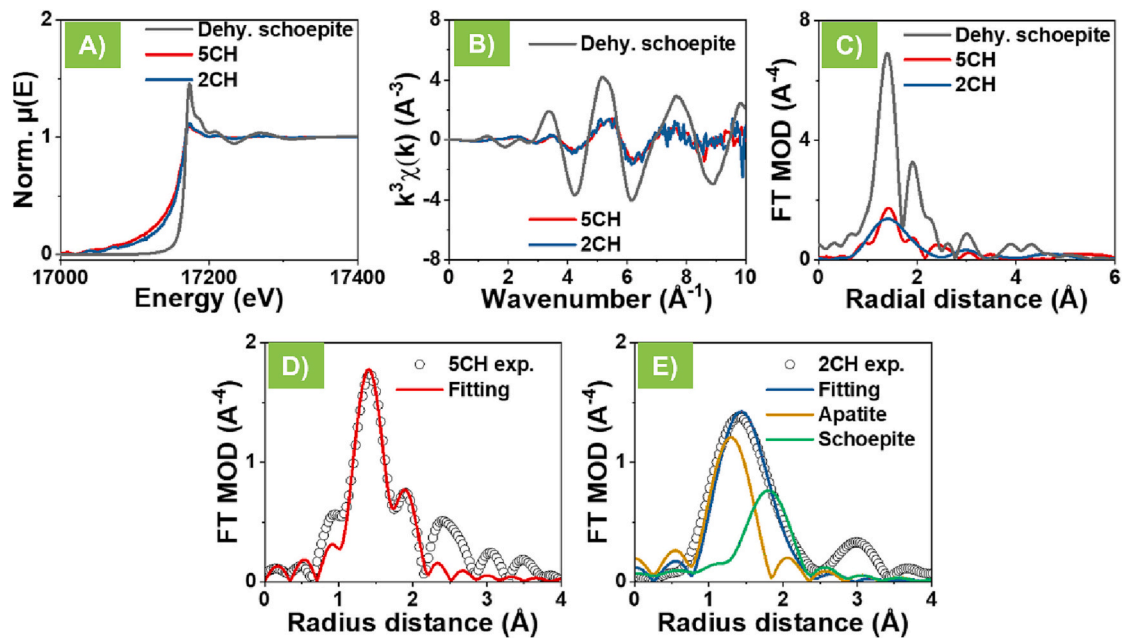 A)
Dehy. schoepite
5CH
2CH
Norm. μ(E)
2
1
0
17000 17200 17400
Energy (eV)
B)
Dehy. schoepite
k³χ(k) (A⁻³)
8
4
0
-4
-8
5CH
2CH
0 2 4 6 8 10
Wavenumber (Å⁻¹)
C)
Dehy. schoepite
5CH
2CH
FT MOD (A⁻⁴)
8
4
0
0 2 4 6
Radial distance (Å)
D)
5CH exp.
Fitting
FT MOD (A⁻⁴)
2
1
0
0 1 2 3 4
Radius distance (Å)
E)
2CH exp.
Fitting
Apatite
Schoepite
FT MOD (A⁻⁴)
2
1
0
0 1 2 3 4
Radius distance (Å)